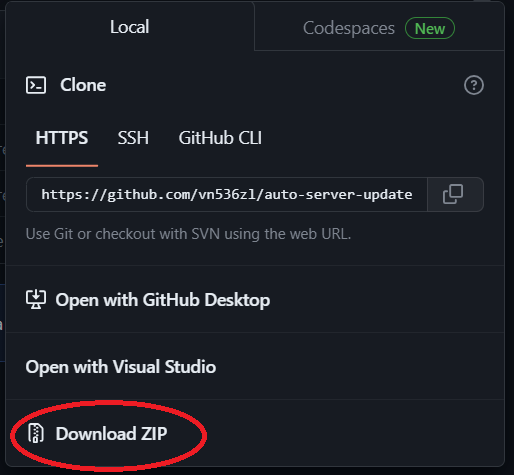 Local
Codespaces New
Clone
HTTPS SSH GitHub CLI
https://github.com/vn536zl/auto-server-update
Use Git or checkout with SVN using the web URL.
Open with GitHub Desktop
Open with Visual Studio
Download ZIP